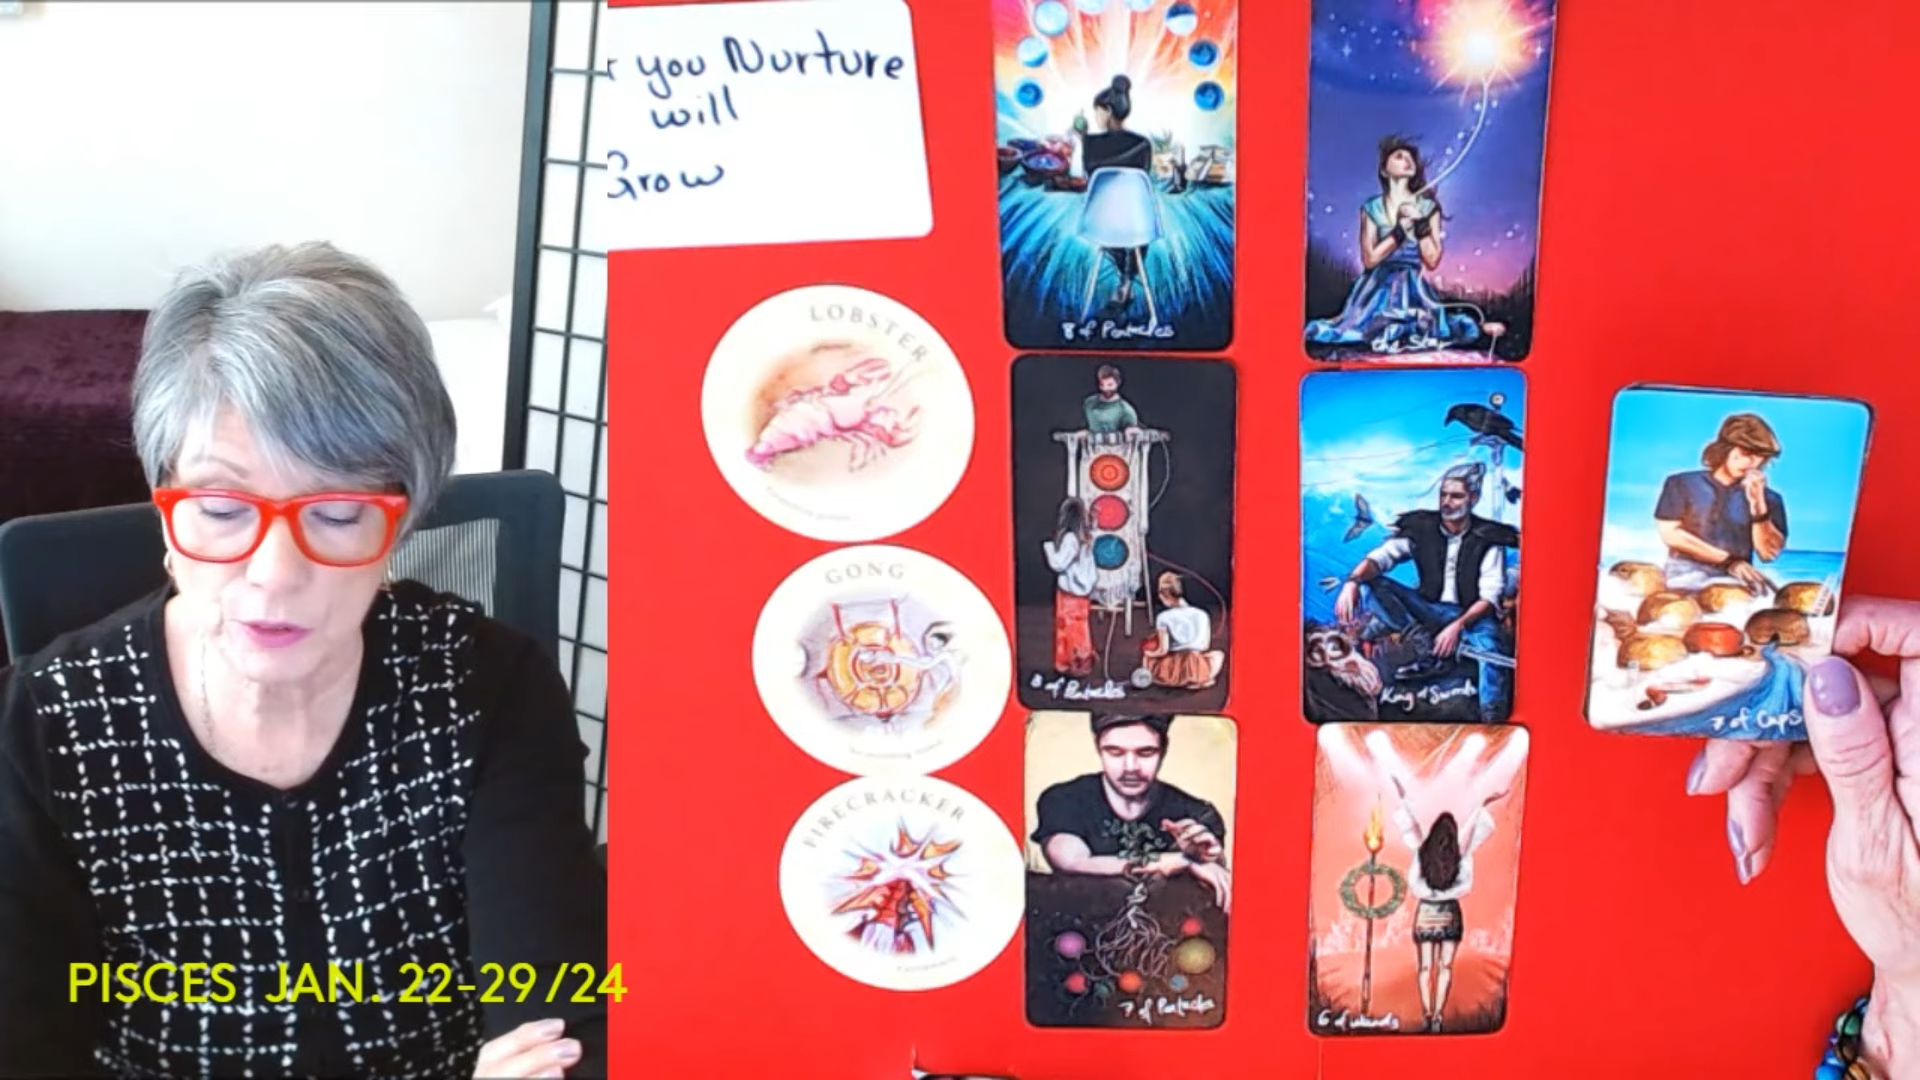 you Nurture
will
Grow
8 of Pentacles
the Star
LOBSTER
3 of Pentacles
King of Swords
7 of Cups
GONG
FIRECRACKER
7 of Pentacles
6 of wands
PISCES JAN. 22-29/24